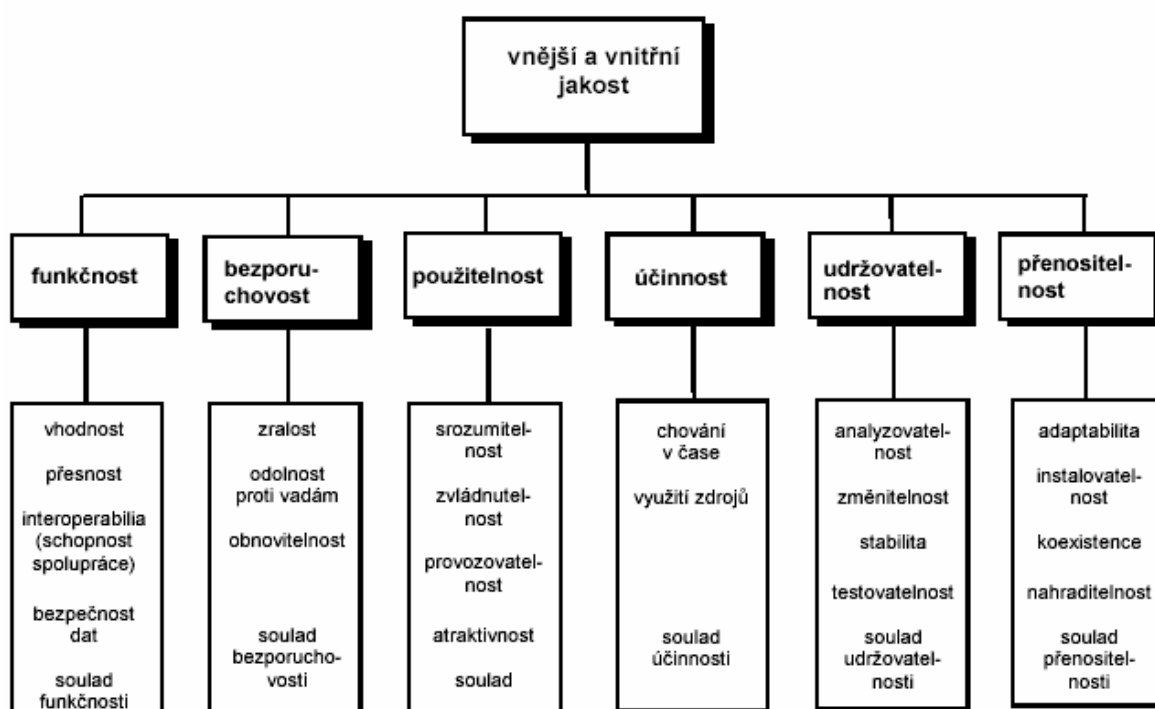 vnější a vnitřní
jakost
funkčnost
bezporu-
chovost
použitelnost
účinnost
udržovatel-
nost
přenositel-
nost
vhodnost
přesnost
interoperabilia
(schopnost
spolupráce)
bezpečnost
dat
soulad
funkčnosti
zralost
odolnost
proti vadám
obnovitelnost
soulad
bezporucho-
vosti
srozumitel-
nost
zvládnutel-
nost
provozovatel-
nost
atraktivnost
soulad
chování
v čase
využití zdrojů
soulad
účinnosti
analyzovatel-
nost
změnitelnost
stabilita
testovatelnost
soulad
udržovatel-
nosti
adaptabilita
instalovatel-
nost
koexistence
nahraditelnost
soulad
přenositel-
nosti